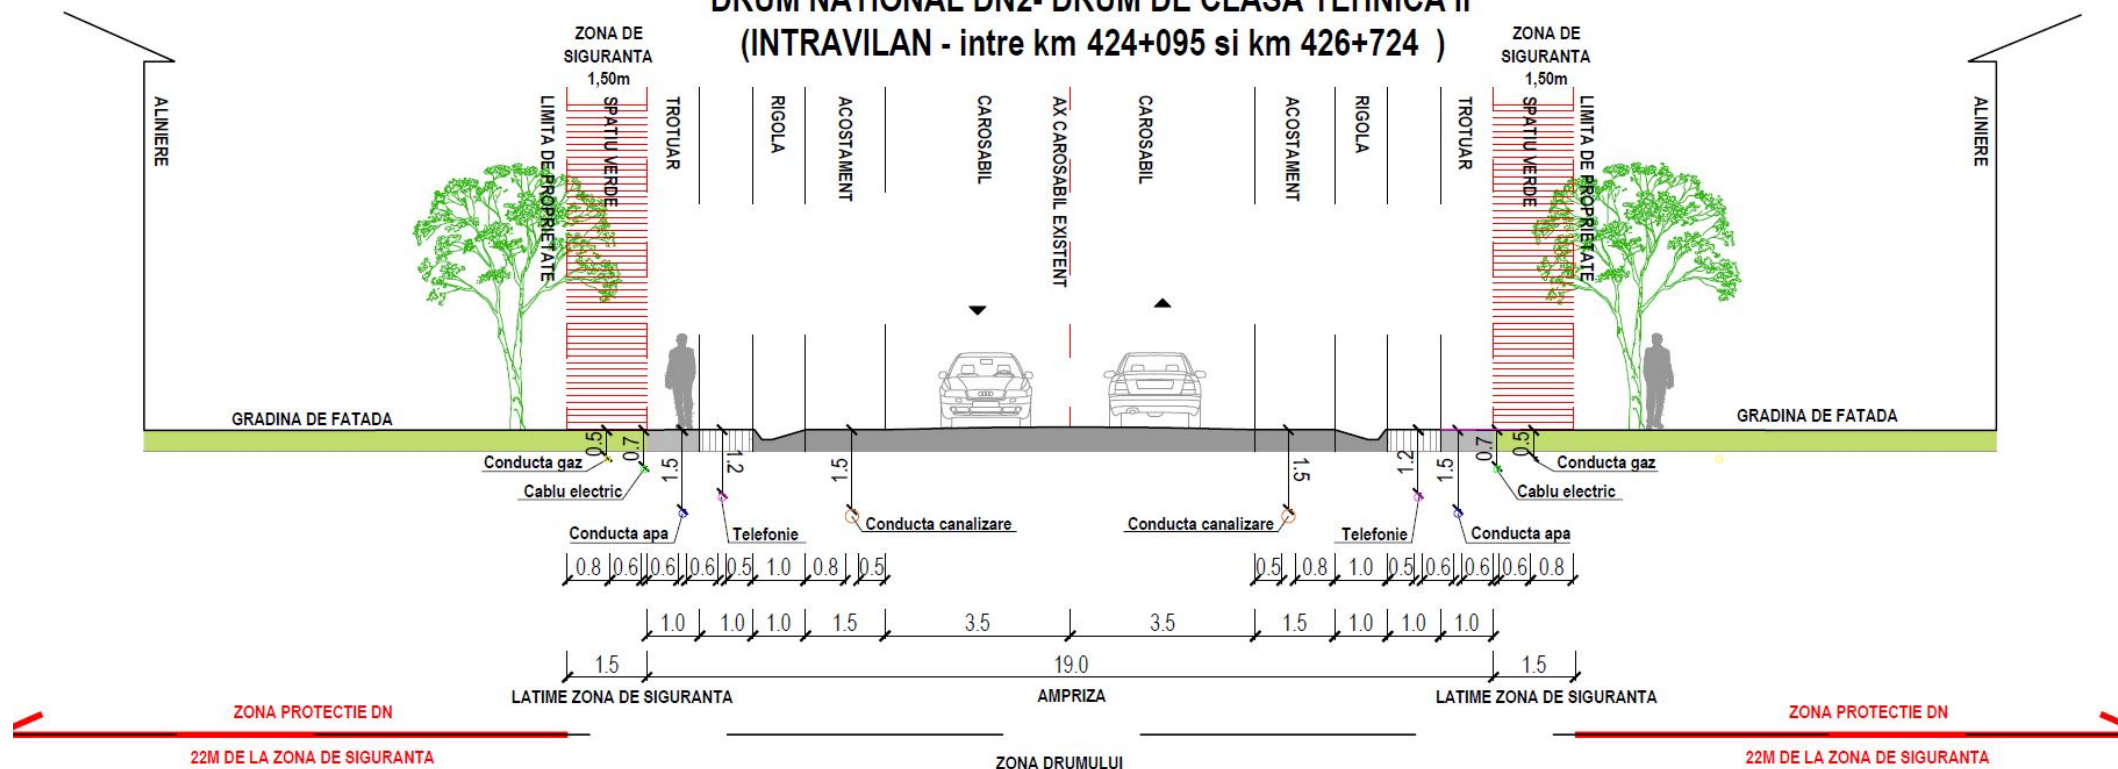 DRUM NATIONAL DN2- DRUM DE CLASA TEHNICA II
(INTRAVILAN - intre km 424+095 si km 426+724 )
ZONA DE
SIGURANTA
1,50m
ZONA DE
SIGURANTA
1,50m
ALINIERE
LIMITA DE PROPRIETATE
SPATIU VERDE
TROTUAR
RIGOLA
ACOSTAMENT
CAROSABIL
AX CAROSABIL EXISTENT
CAROSABIL
ACOSTAMENT
RIGOLA
TROTUAR
SPATIU VERDE
LIMITA DE PROPRIETATE
ALINIERE
GRADINA DE FATADA
GRADINA DE FATADA
0.5
0.7
1.5
1.2
1.5
1.5
1.2
1.5
0.7
0.5
Conducta gaz
Cablu electric
Conducta apa
Telefonie
Conducta canalizare
Conducta canalizare
Telefonie
Conducta apa
Cablu electric
Conducta gaz
0.8 0.6 0.6 0.6 0.5 1.0 0.8 0.5
0.5 0.8 1.0 0.5 0.6 0.6 0.6 0.8
1.0 1.0 1.0 1.5 3.5 3.5 1.5 1.0 1.0 1.0
1.5 19.0 1.5
LATIME ZONA DE SIGURANTA
AMPRIZA
LATIME ZONA DE SIGURANTA
ZONA PROTECTIE DN
22M DE LA ZONA DE SIGURANTA
ZONA DRUMULUI
ZONA PROTECTIE DN
22M DE LA ZONA DE SIGURANTA